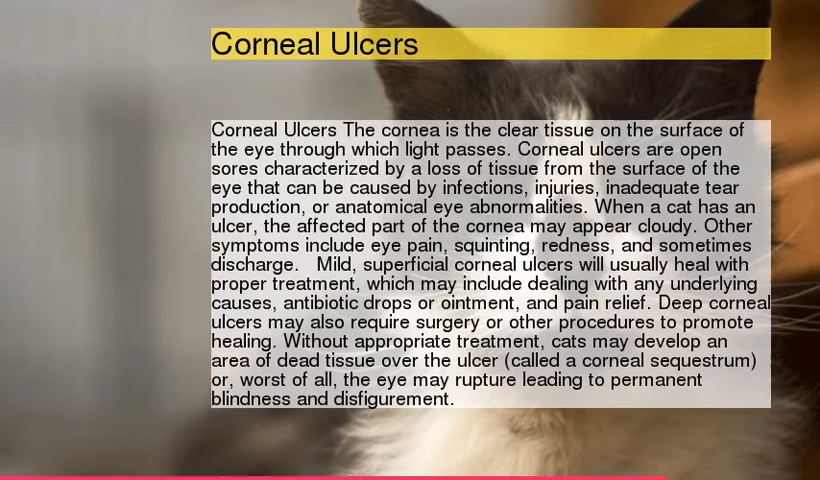 Corneal Ulcers
Corneal Ulcers The cornea is the clear tissue on the surface of
the eye through which light passes. Corneal ulcers are open
sores characterized by a loss of tissue from the surface of the
eye that can be caused by infections, injuries, inadequate tear
production, or anatomical eye abnormalities. When a cat has an
ulcer, the affected part of the cornea may appear cloudy. Other
symptoms include eye pain, squinting, redness, and sometimes
discharge.   Mild, superficial corneal ulcers will usually heal with
proper treatment, which may include dealing with any underlying
causes, antibiotic drops or ointment, and pain relief. Deep corneal
ulcers may also require surgery or other procedures to promote
healing. Without appropriate treatment, cats may develop an
area of dead tissue over the ulcer (called a corneal sequestrum)
or, worst of all, the eye may rupture leading to permanent
blindness and disfigurement.